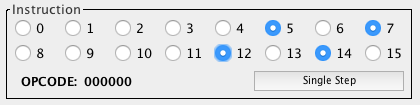 Instruction
0 1 2 3 4 5 6 7
8 9 10 11 12 13 14 15
OPCODE: 000000 Single Step